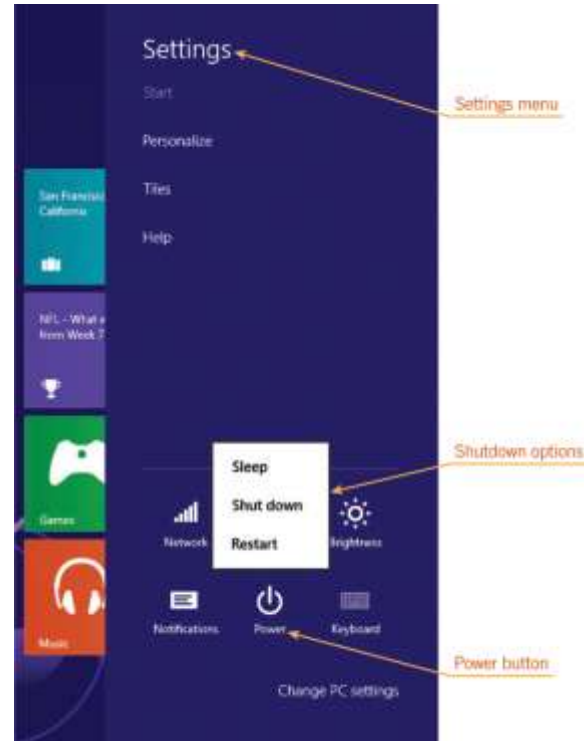 Settings
Start
Personalize
Tiles
Help
Settings menu
San Francisc
California
NFL - What
from Week 7
Games
Music
Sleep
Shut down
Restart
Shutdown options
Network
Brightness
Notifications
Power
Keyboard
Power button
Change PC settings